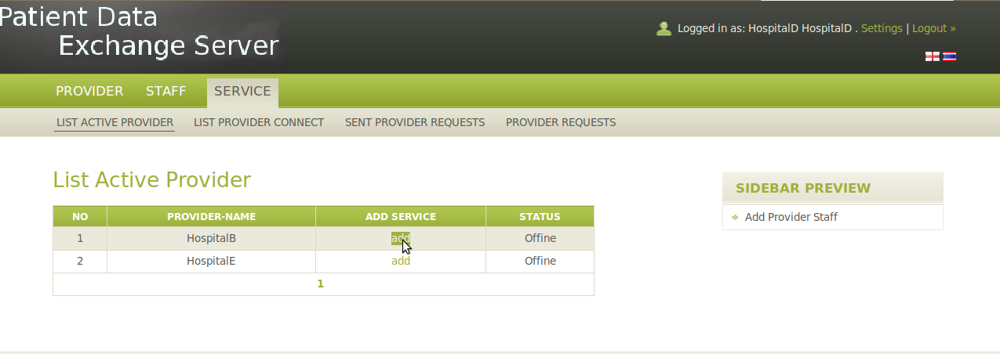 Patient Data
Exchange Server
Logged in as: HospitalD HospitalD . Settings | Logout »
PROVIDER STAFF SERVICE
LIST ACTIVE PROVIDER LIST PROVIDER CONNECT SENT PROVIDER REQUESTS PROVIDER REQUESTS
List Active Provider
SIDEBAR PREVIEW
Add Provider Staff
NO PROVIDER-NAME ADD SERVICE STATUS
1 HospitalB add Offine
2 HospitalE add Offine
1